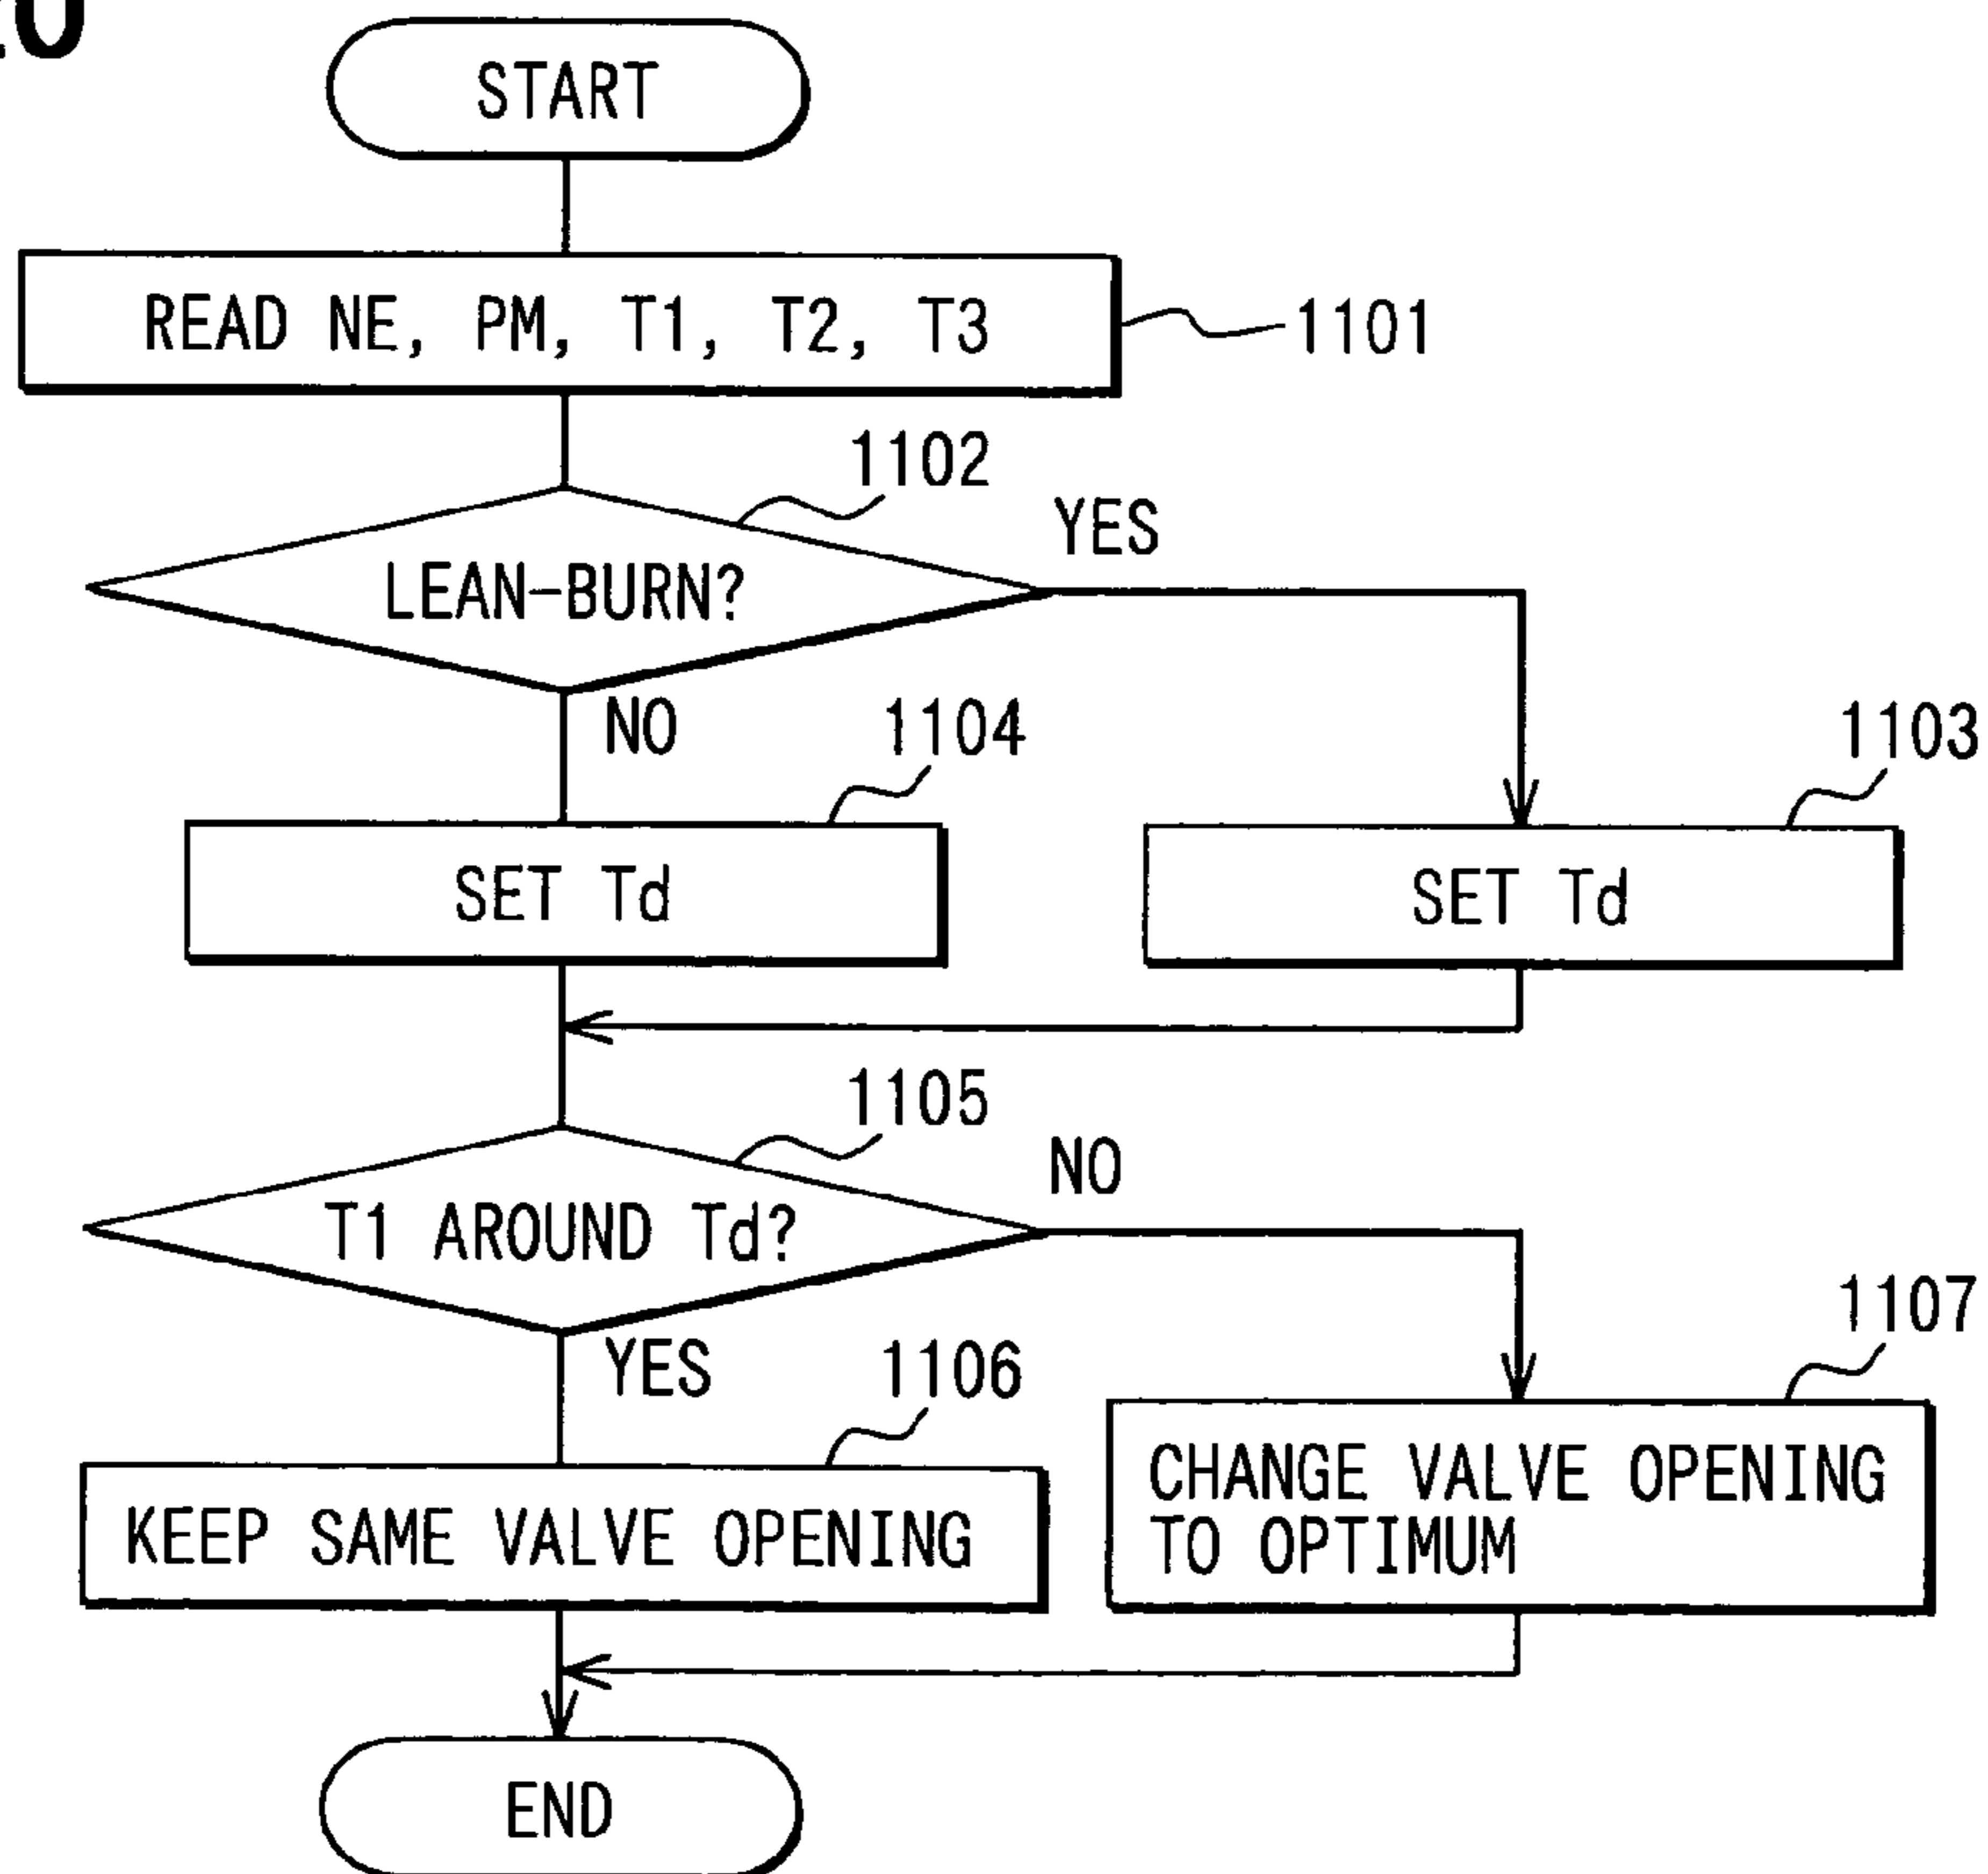 START
READ NE, PM, T1, T2, T3
1101
1102
LEAN-BURN?
YES
NO
1104
1103
SET Td
SET Td
1105
T1 AROUND Td?
NO
YES
1106
1107
KEEP SAME VALVE OPENING
CHANGE VALVE OPENING
TO OPTIMUM
END